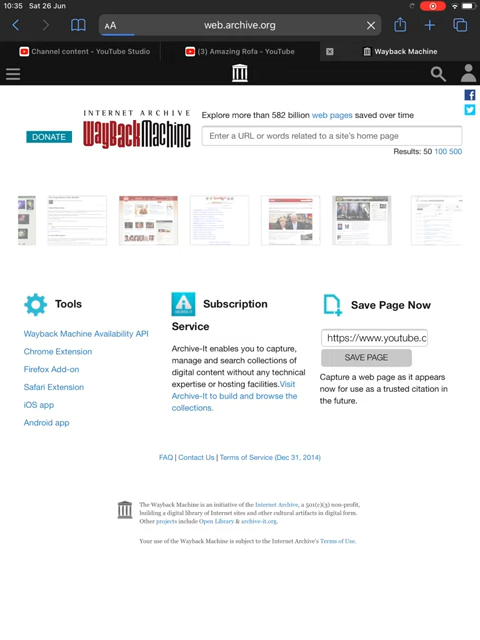 10:35 Sat 26 Jun
AA web.archive.org
Channel content - YouTube Studio
(3) Amazing Rofa - YouTube
Wayback Machine
INTERNET ARCHIVE
WayBackMachine
DONATE
Explore more than 582 billion web pages saved over time
Enter a URL or words related to a site's home page
Results: 50 100 500
Tools
Wayback Machine Availability API
Chrome Extension
Firefox Add-on
Safari Extension
iOS app
Android app
Subscription
Service
Archive-It enables you to capture,
manage and search collections of
digital content without any technical
expertise or hosting facilities.Visit
Archive-It to build and browse the
collections.
Save Page Now
https://www.youtube.c
SAVE PAGE
Capture a web page as it appears
now for use as a trusted citation in
the future.
FAQ | Contact Us | Terms of Service (Dec 31, 2014)
The Wayback Machine is an initiative of the Internet Archive, a 501(c)(3) non-profit,
building a digital library of Internet sites and other cultural artifacts in digital form.
Other projects include Open Library & archive-it.org.
Your use of the Wayback Machine is subject to the Internet Archive's Terms of Use.